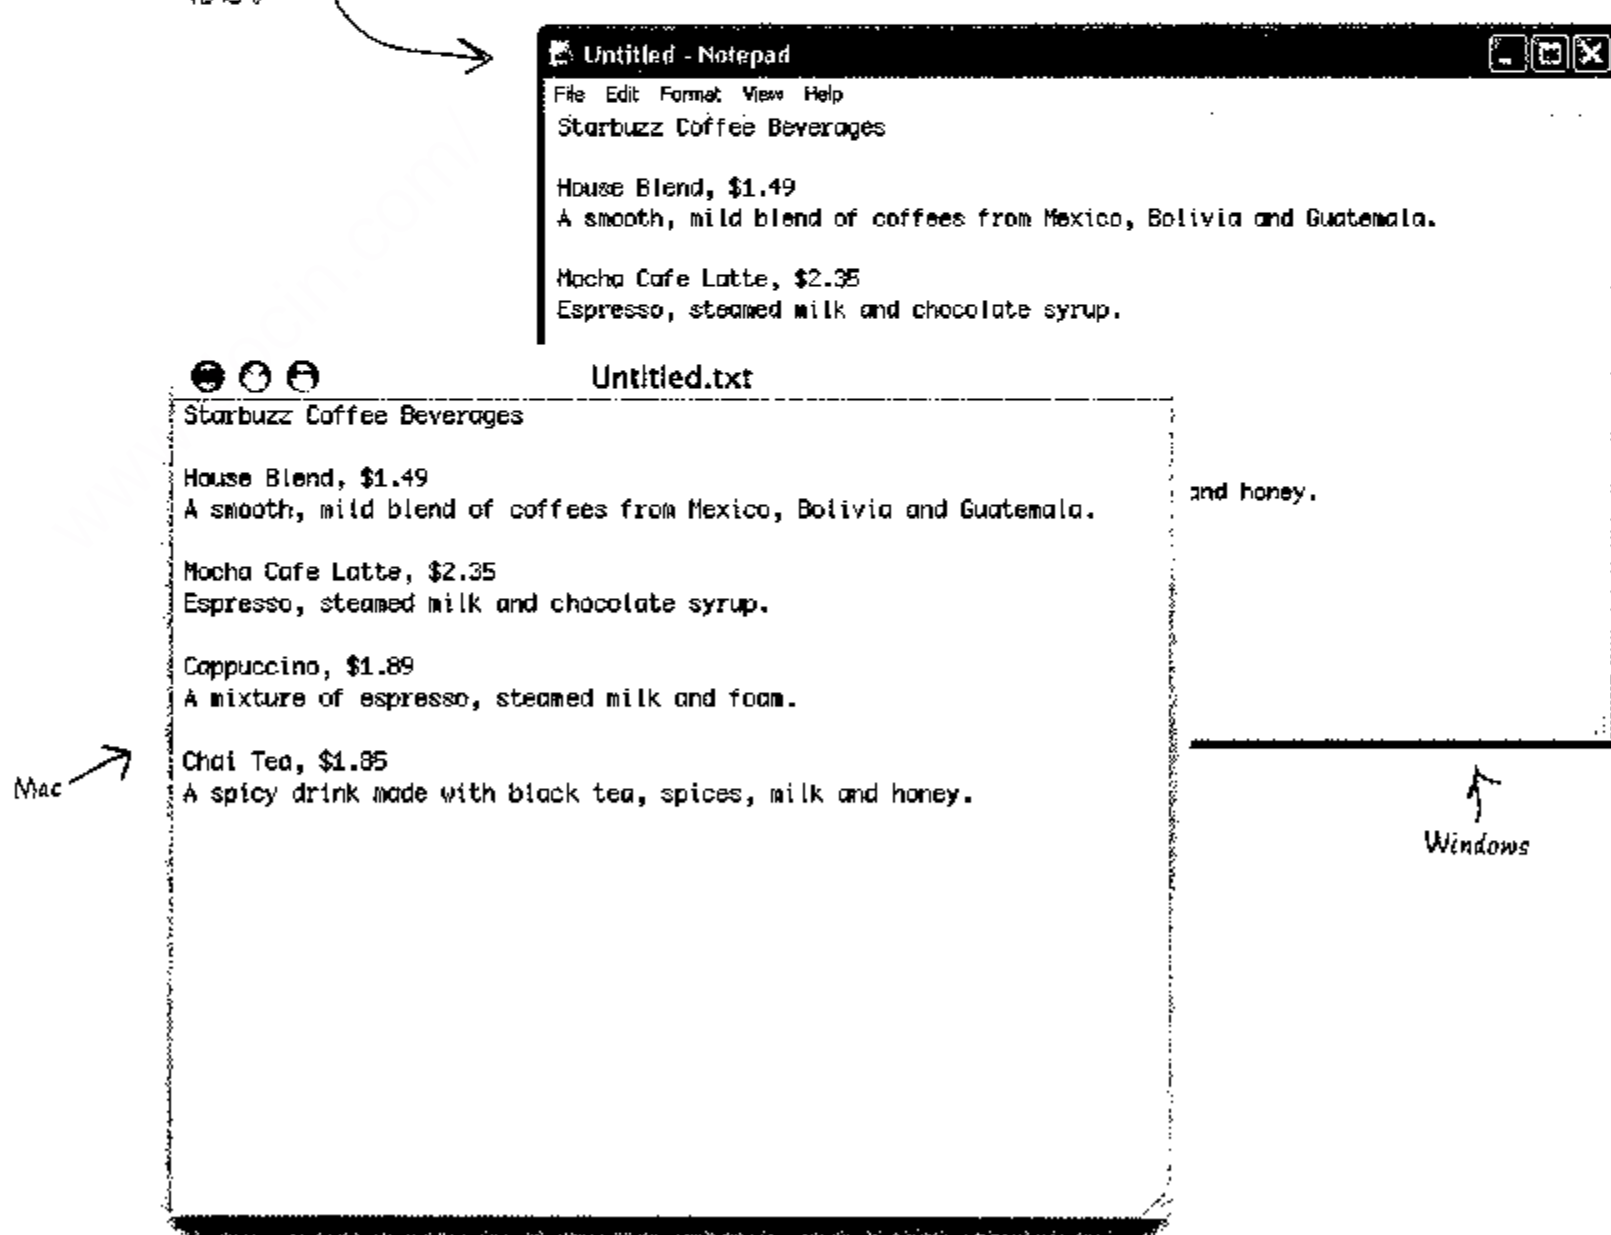 Untitled - Notepad
File Edit Format View Help
Starbuzz Coffee Beverages
House Blend, $1.49
A smooth, mild blend of coffees from Mexico, Bolivia and Guatemala.
Mocha Cafe Latte, $2.35
Espresso, steamed milk and chocolate syrup.
and honey.
Windows
Untitled.txt
Starbuzz Coffee Beverages
House Blend, $1.49
A smooth, mild blend of coffees from Mexico, Bolivia and Guatemala.
Mocha Cafe Latte, $2.35
Espresso, steamed milk and chocolate syrup.
Cappuccino, $1.89
A mixture of espresso, steamed milk and foam.
Chai Tea, $1.85
A spicy drink made with black tea, spices, milk and honey.
Mac